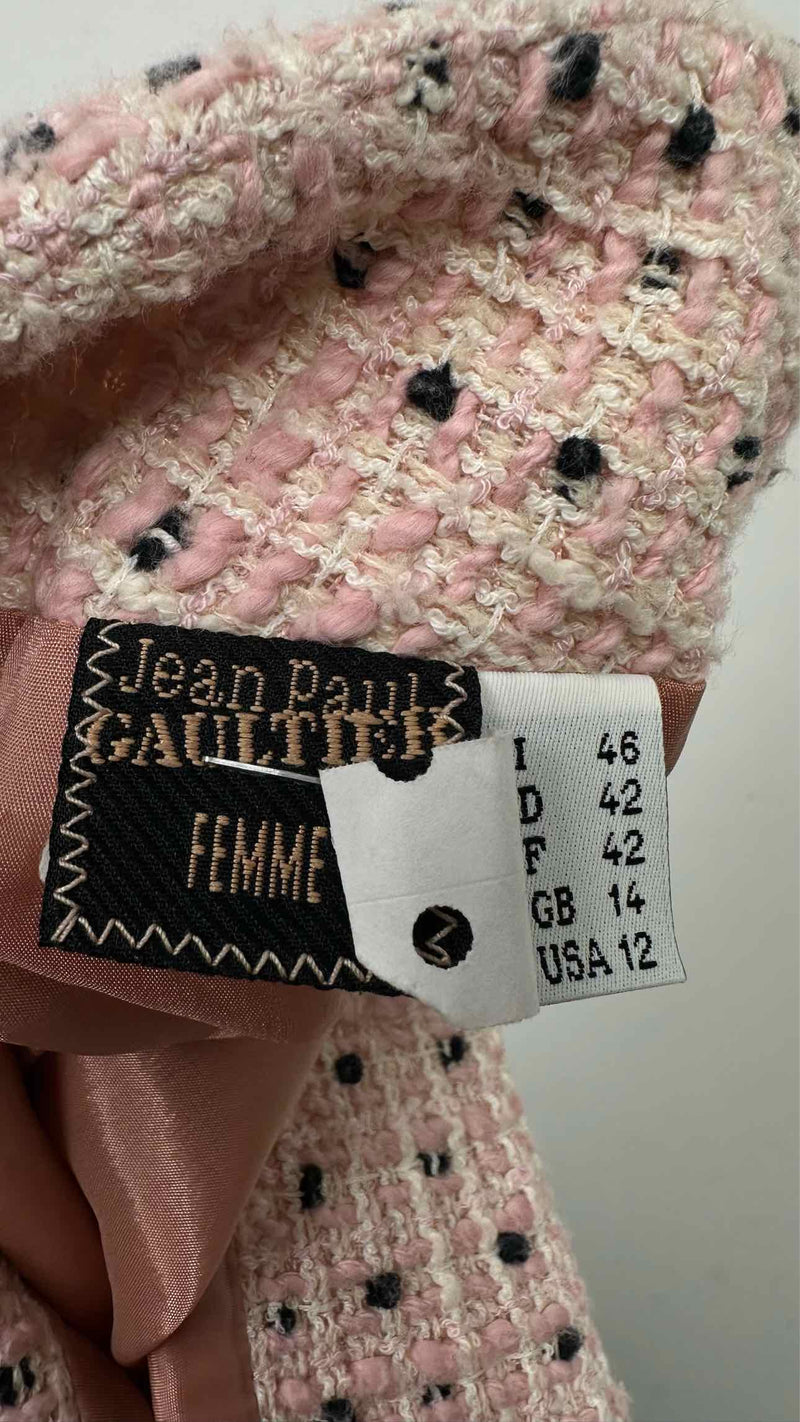 Jean Paul
GAULTIER
FEMME
I 46
D 42
F 42
GB 14
USA 12